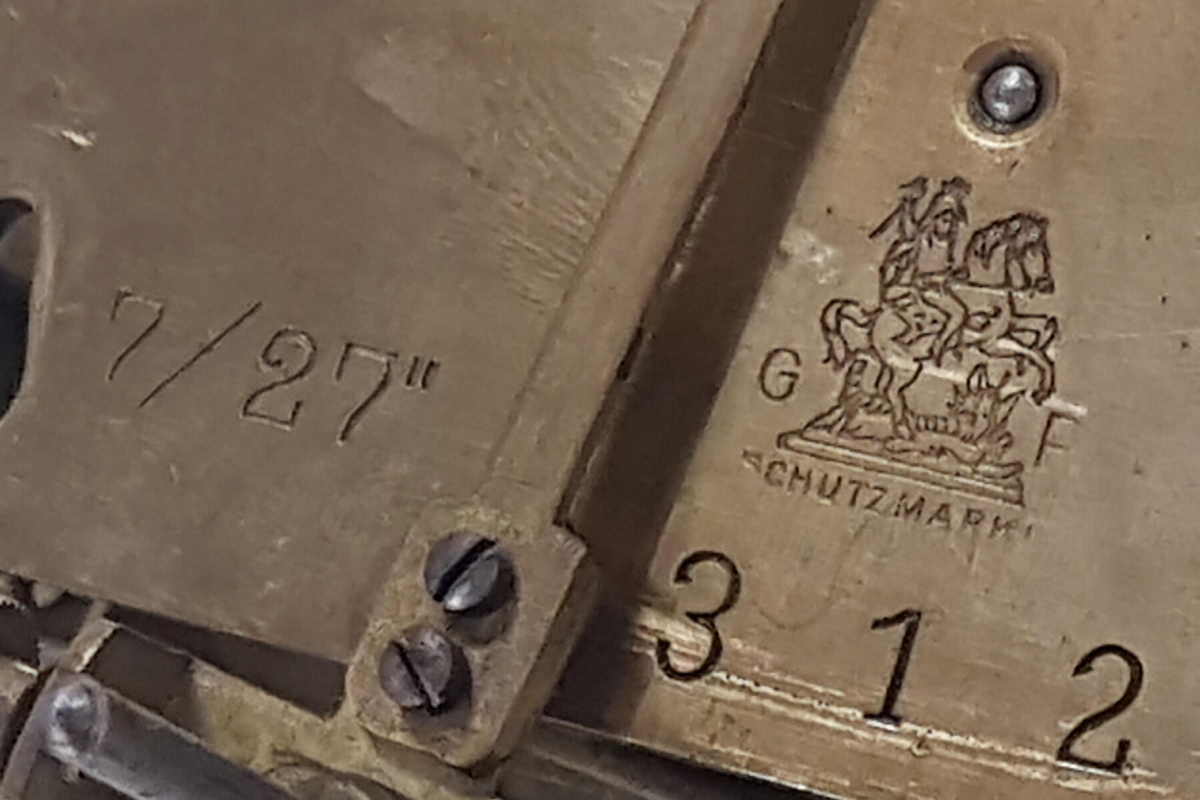 7/27"
G F
SCHUTZMARKE
3 1 2